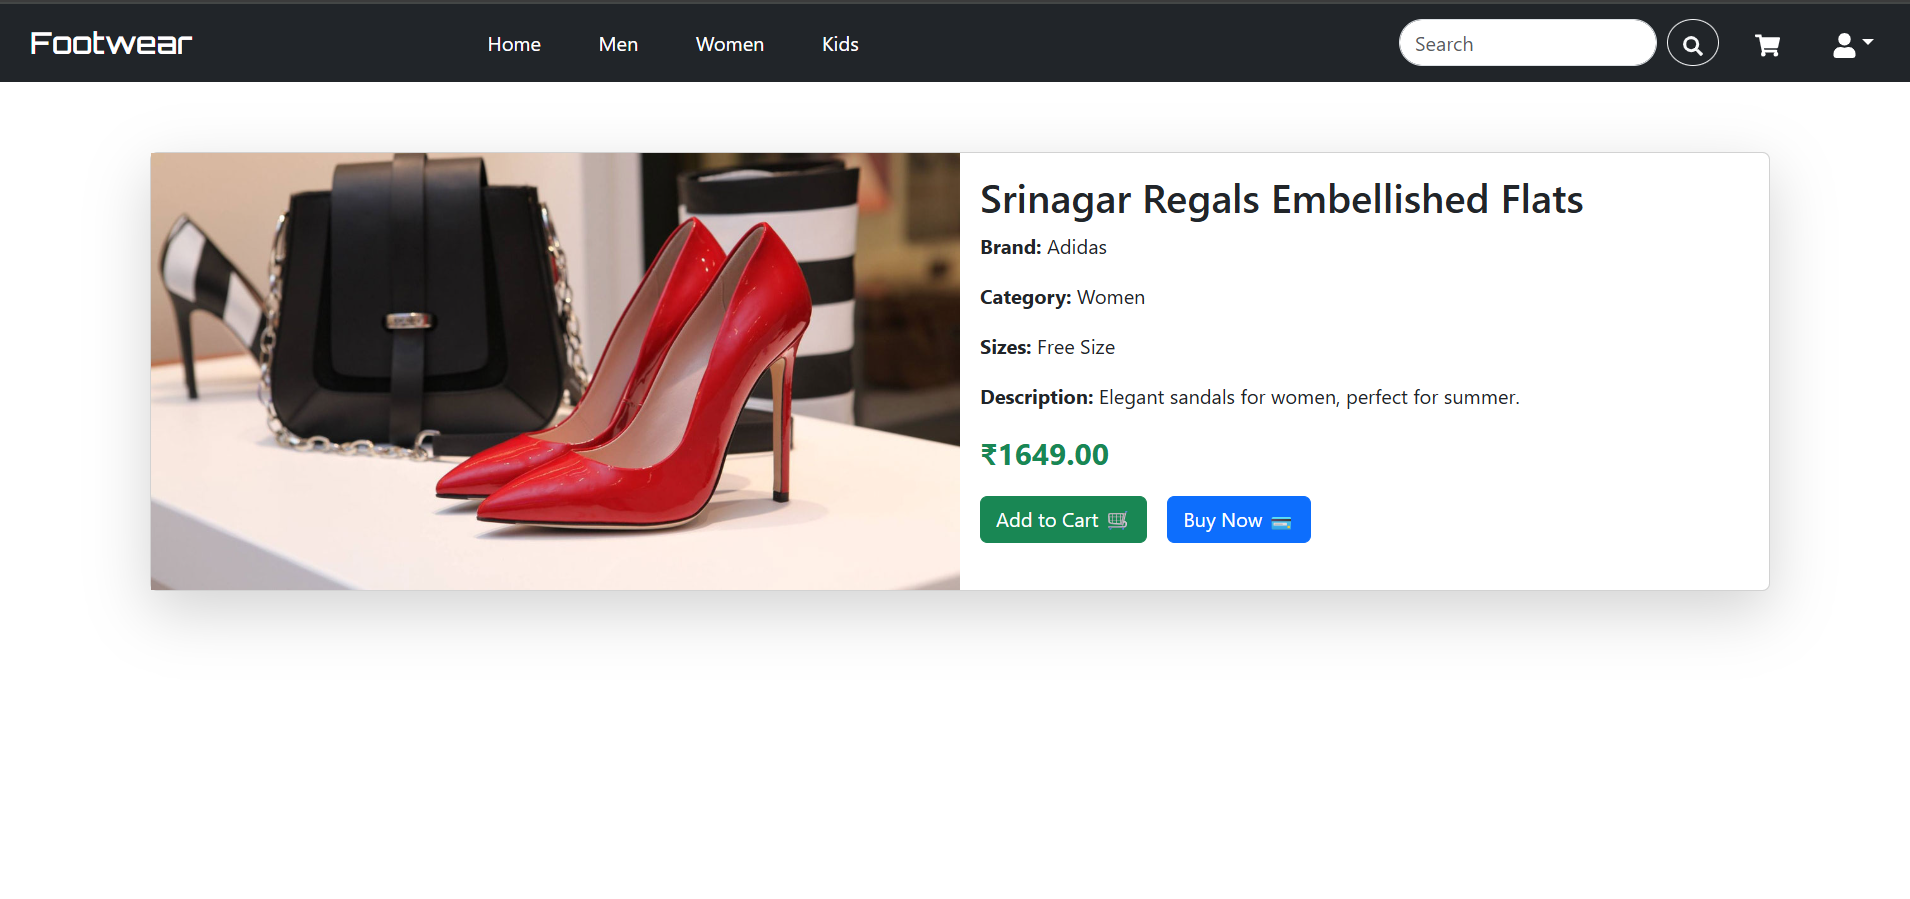 Footwear
Home
Men
Women
Kids
Search
Srinagar Regals Embellished Flats
Brand: Adidas
Category: Women
Sizes: Free Size
Description: Elegant sandals for women, perfect for summer.
₹1649.00
Add to Cart 🛒
Buy Now 💳